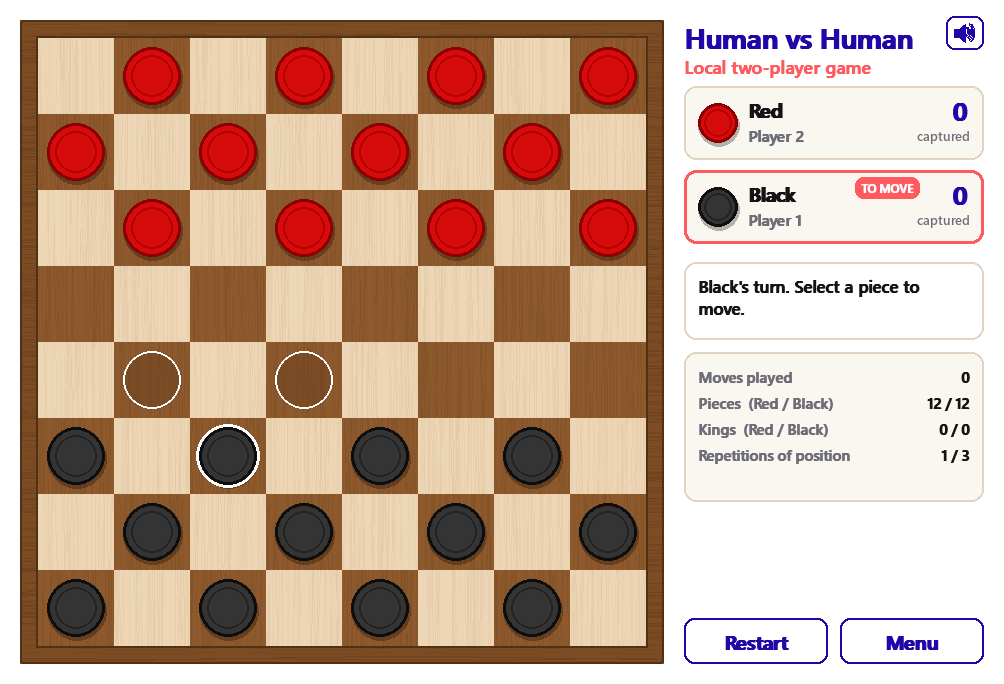 Human vs Human
Local two-player game
Red
Player 2
0
captured
Black
Player 1
TO MOVE
0
captured
Black's turn. Select a piece to
move.
Moves played 0
Pieces (Red / Black) 12 / 12
Kings (Red / Black) 0 / 0
Repetitions of position 1 / 3
Restart
Menu